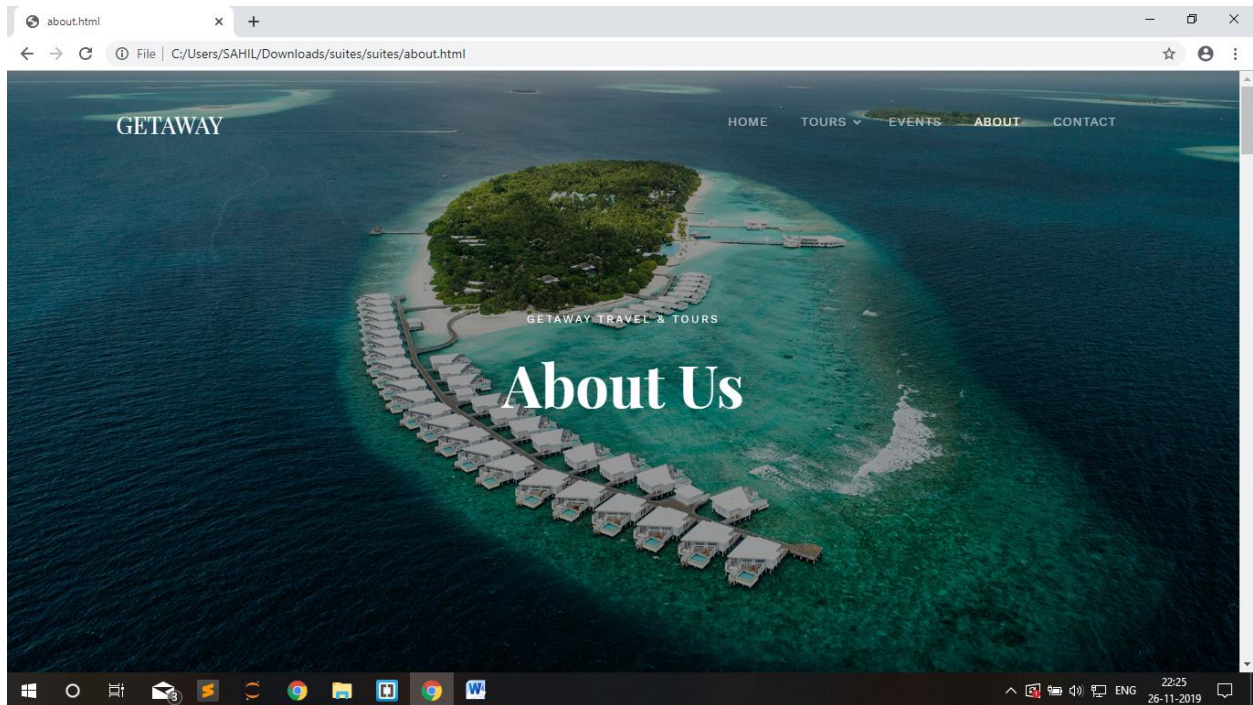 about.html
File | C:/Users/SAHIL/Downloads/suites/suites/about.html
GETAWAY
HOME TOURS EVENTS ABOUT CONTACT
GETAWAY TRAVEL & TOURS
About Us
3
ENG
22:25
26-11-2019